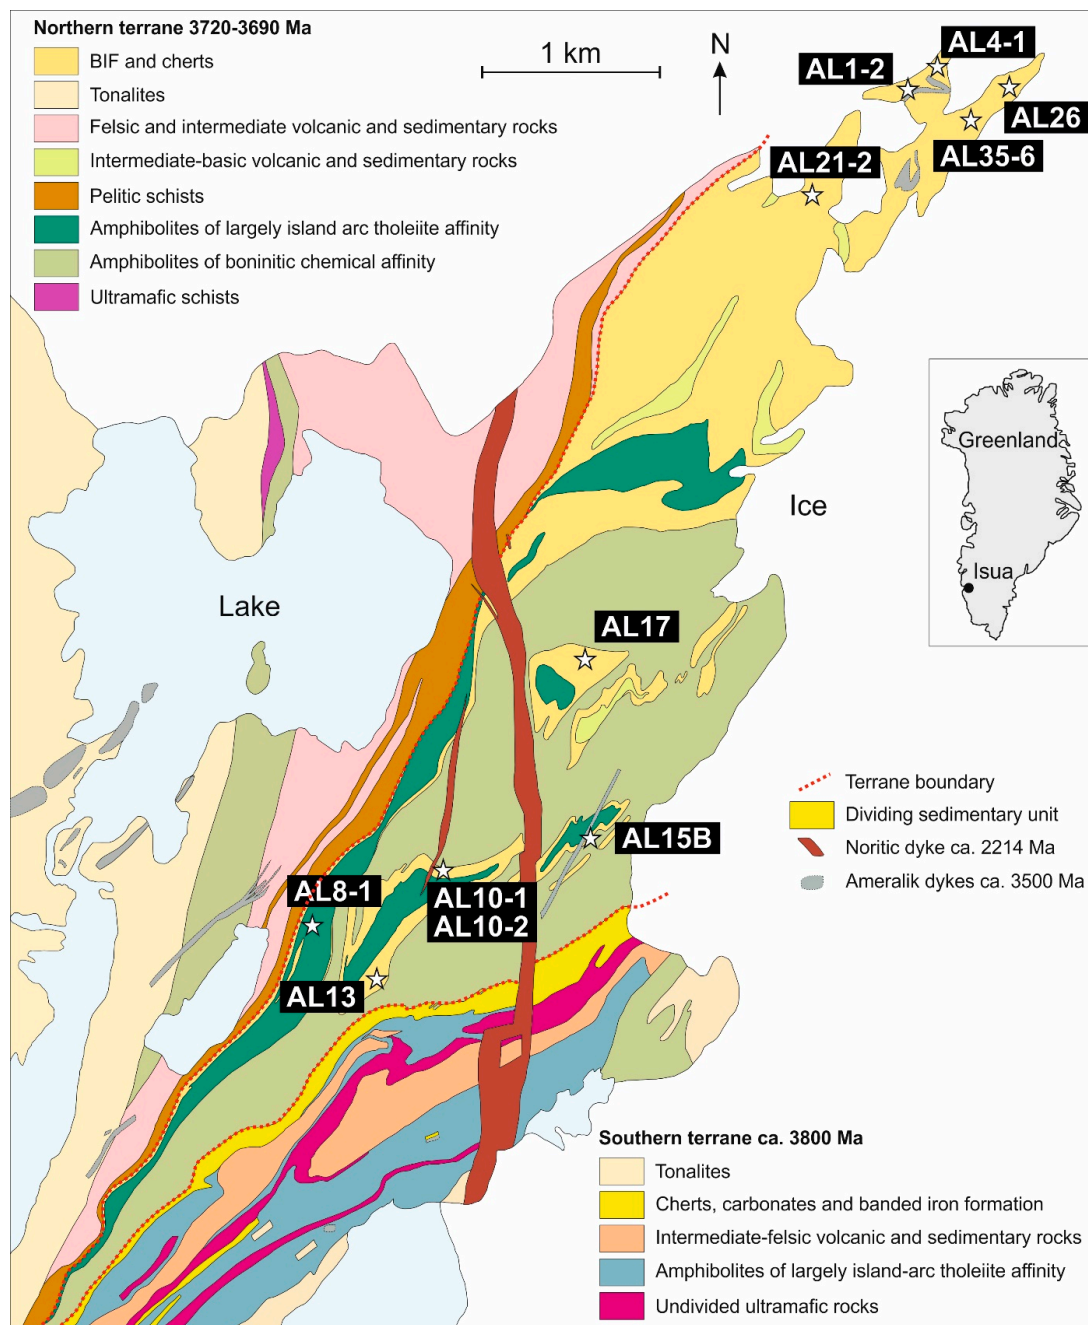 Northern terrane 3720-3690 Ma
BIF and cherts
Tonalites
Felsic and intermediate volcanic and sedimentary rocks
Intermediate-basic volcanic and sedimentary rocks
Pelitic schists
Amphibolites of largely island arc tholeiite affinity
Amphibolites of boninitic chemical affinity
Ultramafic schists
1 km
N
AL4-1
AL1-2
AL26
AL35-6
AL21-2
Greenland
Isua
Ice
Lake
AL17
Terrane boundary
Dividing sedimentary unit
Noritic dyke ca. 2214 Ma
Ameralik dykes ca. 3500 Ma
AL15B
AL8-1
AL10-1
AL10-2
AL13
Southern terrane ca. 3800 Ma
Tonalites
Cherts, carbonates and banded iron formation
Intermediate-felsic volcanic and sedimentary rocks
Amphibolites of largely island-arc tholeiite affinity
Undivided ultramafic rocks